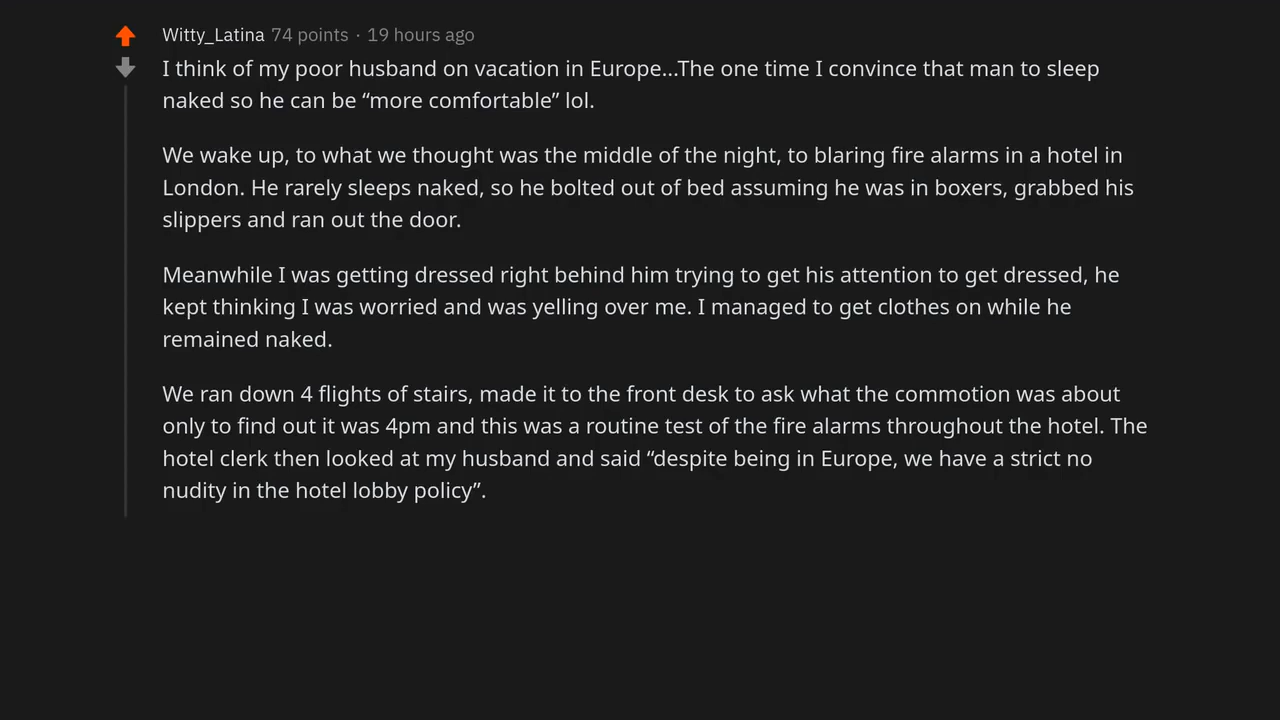 Witty_Latina 74 points · 19 hours ago
I think of my poor husband on vacation in Europe...The one time I convince that man to sleep
naked so he can be “more comfortable” lol.
We wake up, to what we thought was the middle of the night, to blaring fire alarms in a hotel in
London. He rarely sleeps naked, so he bolted out of bed assuming he was in boxers, grabbed his
slippers and ran out the door.
Meanwhile I was getting dressed right behind him trying to get his attention to get dressed, he
kept thinking I was worried and was yelling over me. I managed to get clothes on while he
remained naked.
We ran down 4 flights of stairs, made it to the front desk to ask what the commotion was about
only to find out it was 4pm and this was a routine test of the fire alarms throughout the hotel. The
hotel clerk then looked at my husband and said “despite being in Europe, we have a strict no
nudity in the hotel lobby policy”.